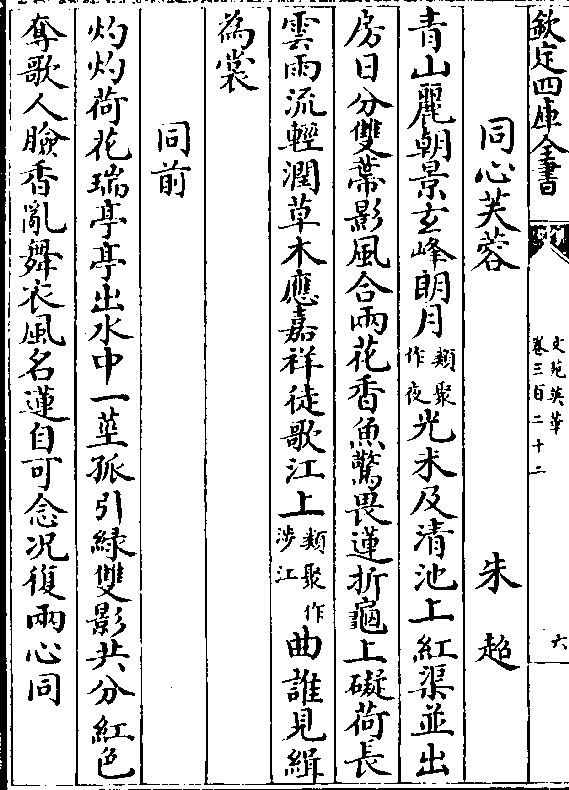 欽定四庫全書
文苑英華
卷三百二十二
六
同心芙蓉 朱超
青山麗朝景玄峰朗月類聚作夜光未及清池上紅渠並出
房日分雙蔕影風合兩花香魚驚畏蓮折龜上礙荷長
雲雨流輕潤草木應嘉祥徒歌江上類聚作涉江曲誰見緝
為裳
同前
灼灼荷花瑞亭亭出水中一莖孤引緑雙影共分紅色
奪歌人臉香亂舞衣風名蓮自可念况復兩心同